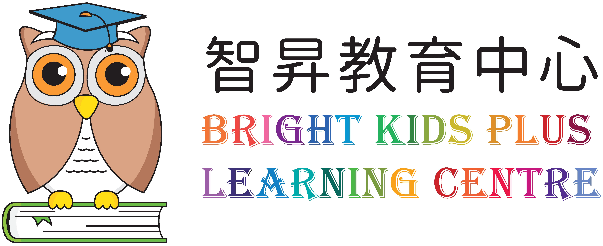 智昇教育中心
BRIGHT KIDS PLUS
LEARNING CENTRE